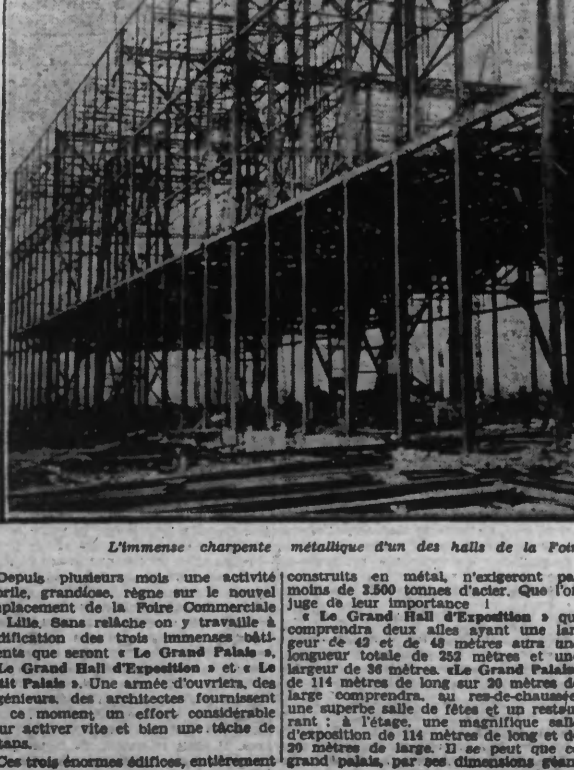 L'immense charpente métallique d'un des halls de la Foir
Depuis plusieurs mois une activité
brile, grandiose, règne sur le nouvel
placement de la Foire Commerciale
Lille. Sans relâche on y travaille à
dification des trois immenses bâti-
ents que seront « Le Grand Palais »,
Le Grand Hall d'Exposition » et « Le
tit Palais ». Une armée d'ouvriers, des
génieurs, des architectes fournissent
ce moment un effort considérable
ur activer vite et bien une tâche de
tans.
Ces trois énormes édifices, entièrement
construits en métal, n'exigeront pa
moins de 3.500 tonnes d'acier. Que l'on
juge de leur importance !
« Le Grand Hall d'Exposition » qu
comprendra deux ailes ayant une lar
geur de 42 et de 48 mètres aura une
longueur totale de 252 mètres et une
largeur de 36 mètres. «Le Grand Palais»
de 114 mètres de long sur 20 mètres de
large comprendra, au res-de-chaussée
une superbe salle de fêtes et un restau
rant : à l'étage, une magnifique salle
d'exposition de 114 mètres de long et de
20 mètres de large. Il se peut que ce
grand palais, par ses dimensions géan